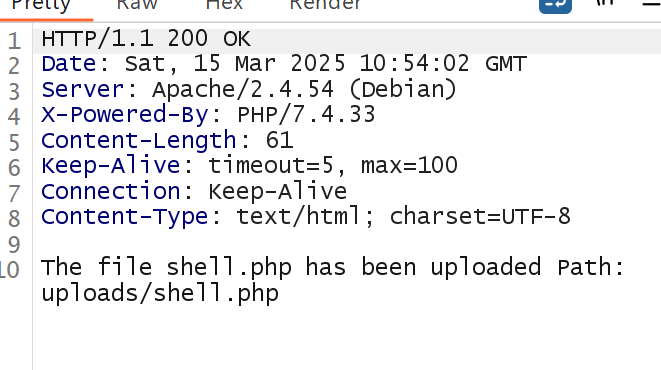 Pretty Raw Hex Render \n
1 HTTP/1.1 200 OK
2 Date: Sat, 15 Mar 2025 10:54:02 GMT
3 Server: Apache/2.4.54 (Debian)
4 X-Powered-By: PHP/7.4.33
5 Content-Length: 61
6 Keep-Alive: timeout=5, max=100
7 Connection: Keep-Alive
8 Content-Type: text/html; charset=UTF-8
9
10 The file shell.php has been uploaded Path:
uploads/shell.php